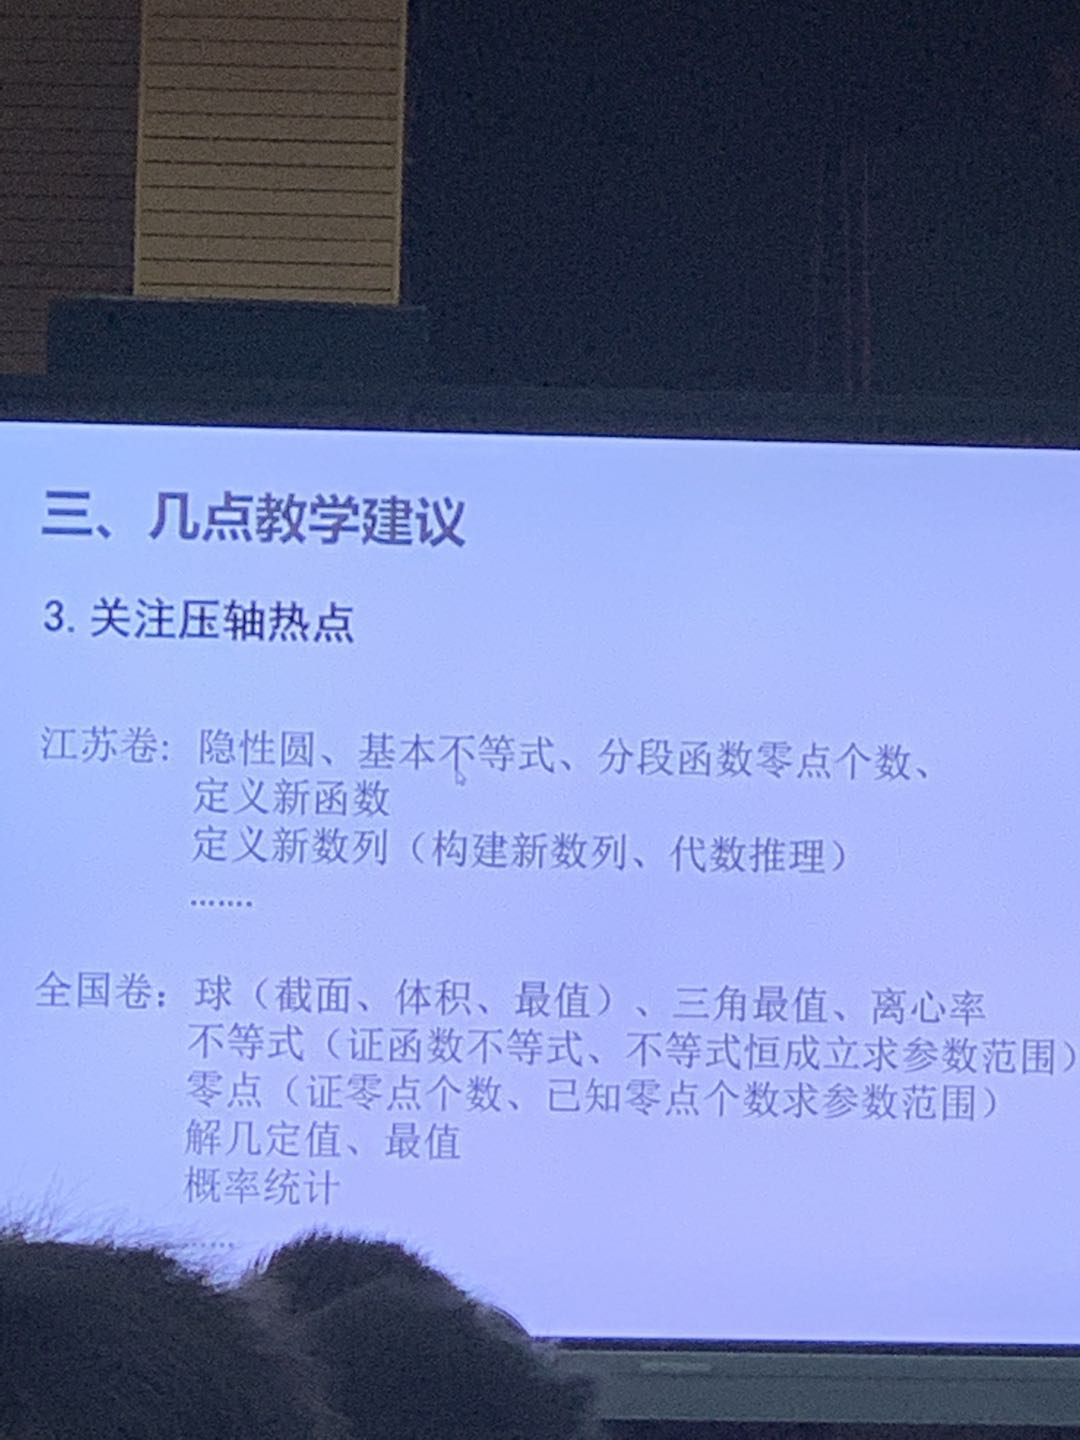 三、几点教学建议
3.关注压轴热点
江苏卷：隐性圆、基本不等式、分段函数零点个数、
定义新函数
定义新数列（构建新数列、代数推理）
.......
全国卷：球（截面、体积、最值）、三角最值、离心率
不等式（证函数不等式、不等式恒成立求参数范围）
零点（证零点个数、已知零点个数求参数范围）
解几定值、最值
概率统计
......